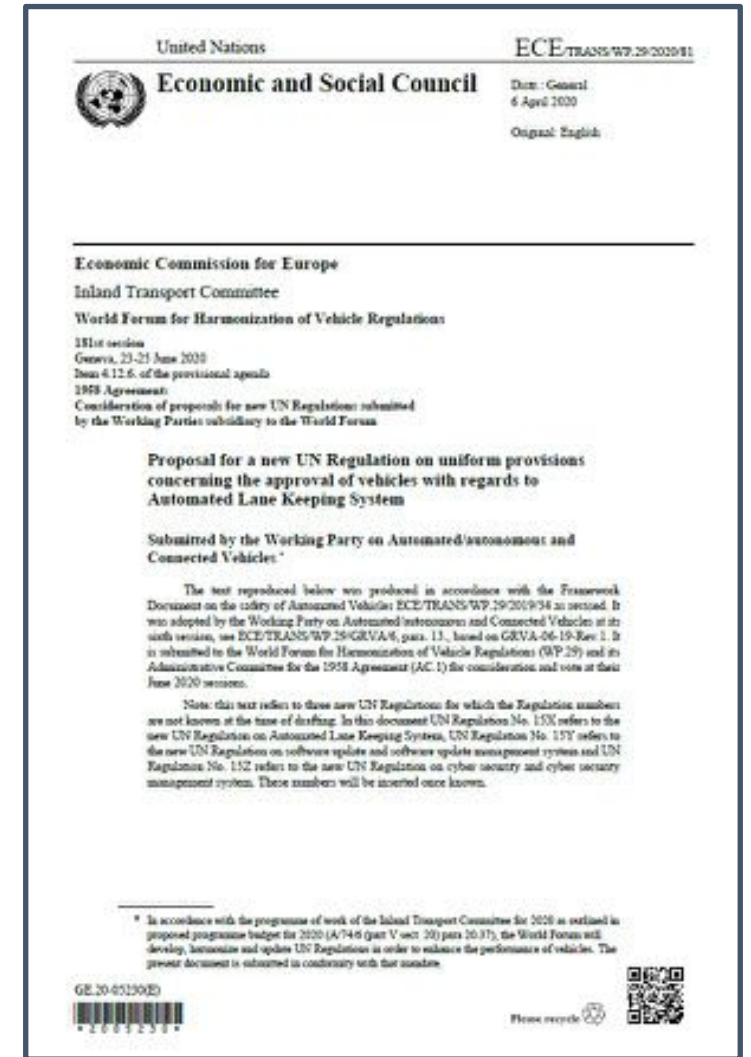 United Nations
ECE/TRANS/WP.29/2020/81
Economic and Social Council
Distr.: General
6 April 2020
Original: English
Economic Commission for Europe
Inland Transport Committee
World Forum for Harmonization of Vehicle Regulations
181st session
Geneva, 23-25 June 2020
Item 4.12.6. of the provisional agenda
1958 Agreement:
Consideration of proposals for new UN Regulations submitted
by the Working Parties subsidiary to the World Forum
Proposal for a new UN Regulation on uniform provisions
concerning the approval of vehicles with regards to
Automated Lane Keeping System
Submitted by the Working Party on Automated/autonomous and
Connected Vehicles *
The text reproduced below was produced in accordance with the Framework
Document on the safety of Automated Vehicles ECE/TRANS/WP.29/2019/34 as revised. It
was adopted by the Working Party on Automated/autonomous and Connected Vehicles at its
sixth session, see ECE/TRANS/WP.29/GRVA/6, para. 13., based on GRVA-06-19-Rev.1. It
is submitted to the World Forum for Harmonization of Vehicle Regulations (WP.29) and its
Administrative Committee for the 1958 Agreement (AC.1) for consideration and vote at their
June 2020 sessions.
Note: this text refers to three new UN Regulations for which the Regulation numbers
are not known at the time of drafting. In this document UN Regulation No. 15X refers to the
new UN Regulation on Automated Lane Keeping System, UN Regulation No. 15Y refers to
the new UN Regulation on software update and software update management system and UN
Regulation No. 15Z refers to the new UN Regulation on cyber security and cyber security
management system. These numbers will be inserted once known.
* In accordance with the programme of work of the Inland Transport Committee for 2020 as outlined in
proposed programme budget for 2020 (A/74/6 (part V sect. 20) para 20.37), the World Forum will
develop, harmonize and update UN Regulations in order to enhance the performance of vehicles. The
present document is submitted in conformity with that mandate.
GE.20-05230(E)
*2005230*
Please recycle